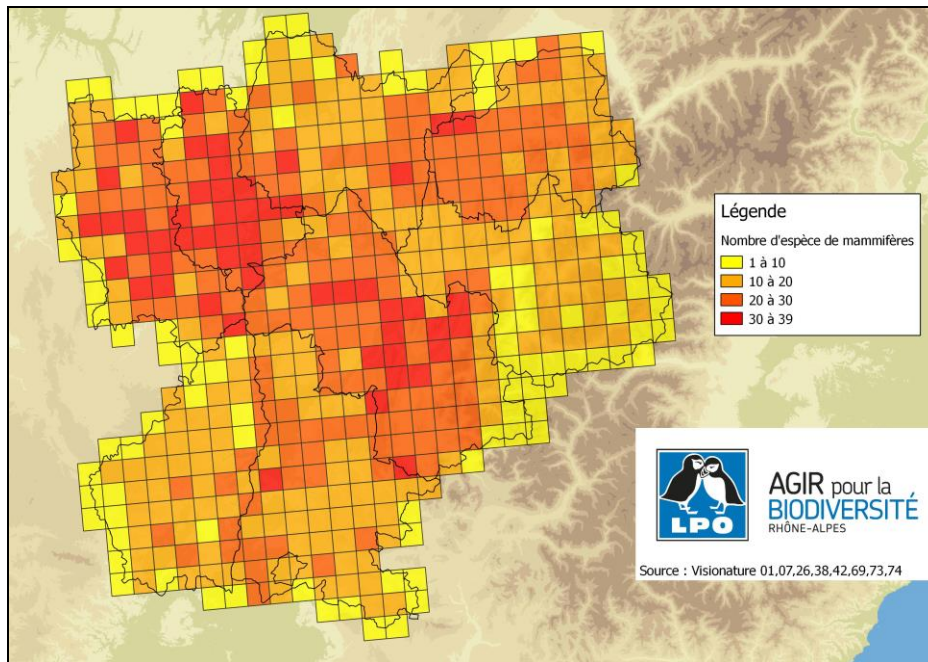 Légende
Nombre d'espèce de mammifères
1 à 10
10 à 20
20 à 30
30 à 39
LPO
AGIR pour la
BIODIVERSITÉ
RHÔNE-ALPES
Source : Visionature 01,07,26,38,42,69,73,74